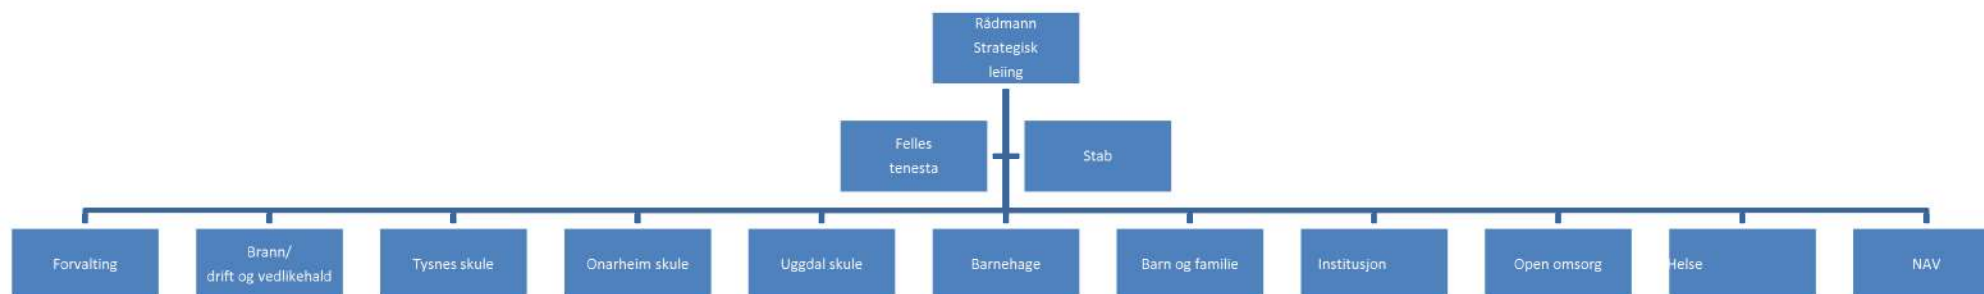 Rådmann
Strategisk
leiing
Felles
tenesta
Stab
Forvalting
Brann/
drift og vedlikehald
Tysnes skule
Onarheim skule
Uggdal skule
Barnehage
Barn og familie
Institusjon
Open omsorg
Helse
NAV